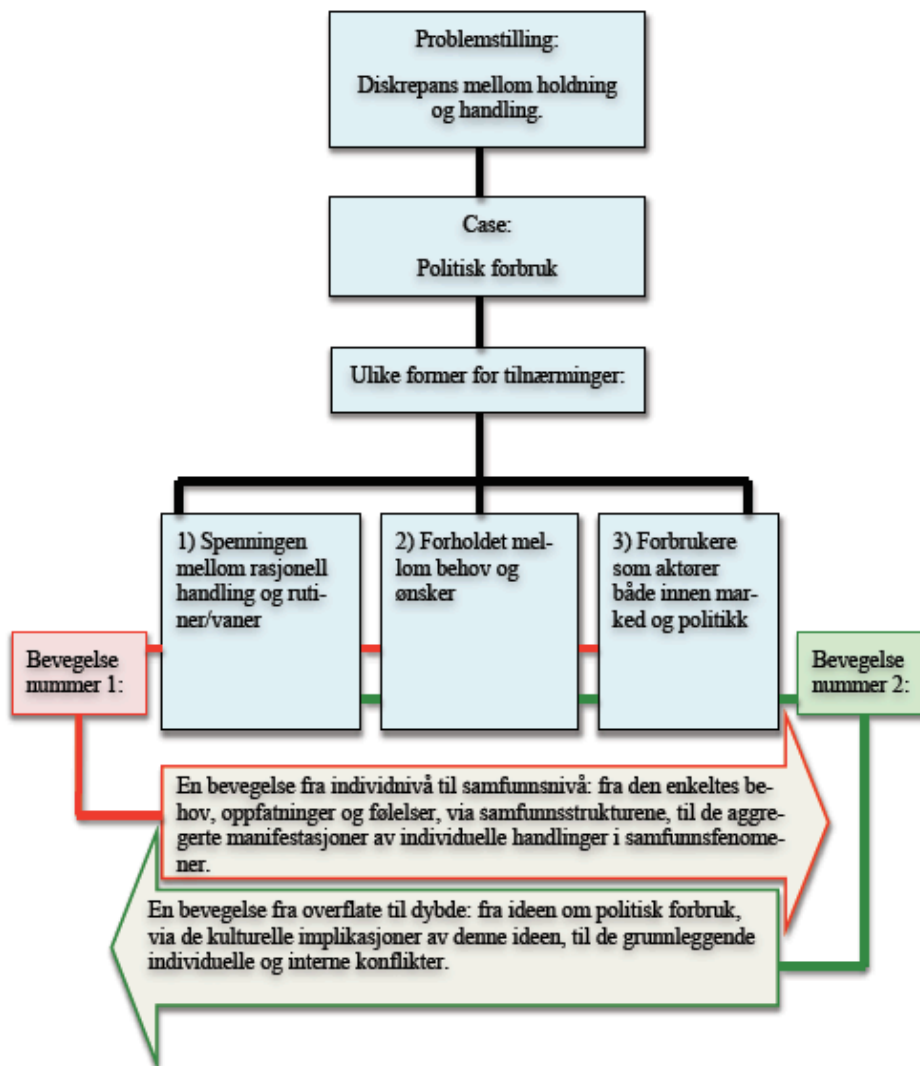 Problemstilling:
Diskrepans mellom holdning
og handling.
Case:
Politisk forbruk
Ulike former for tilnærminger:
1) Spenningen
mellom rasjonell
handling og ruti-
ner/vaner
2) Forholdet mel-
lom behov og
ønsker
3) Forbrukere
som aktører
både innen mar-
ked og politikk
Bevegelse
nummer 1:
Bevegelse
nummer 2:
En bevegelse fra individnivå til samfunnsnivå: fra den enkeltes be-
hov, oppfatninger og følelser, via samfunnsstrukturene, til de aggre-
gerte manifestasjoner av individuelle handlinger i samfunnsfenome-
ner.
En bevegelse fra overflate til dybde: fra ideen om politisk forbruk,
via de kulturelle implikasjoner av denne ideen, til de grunnleggende
individuelle og interne konflikter.